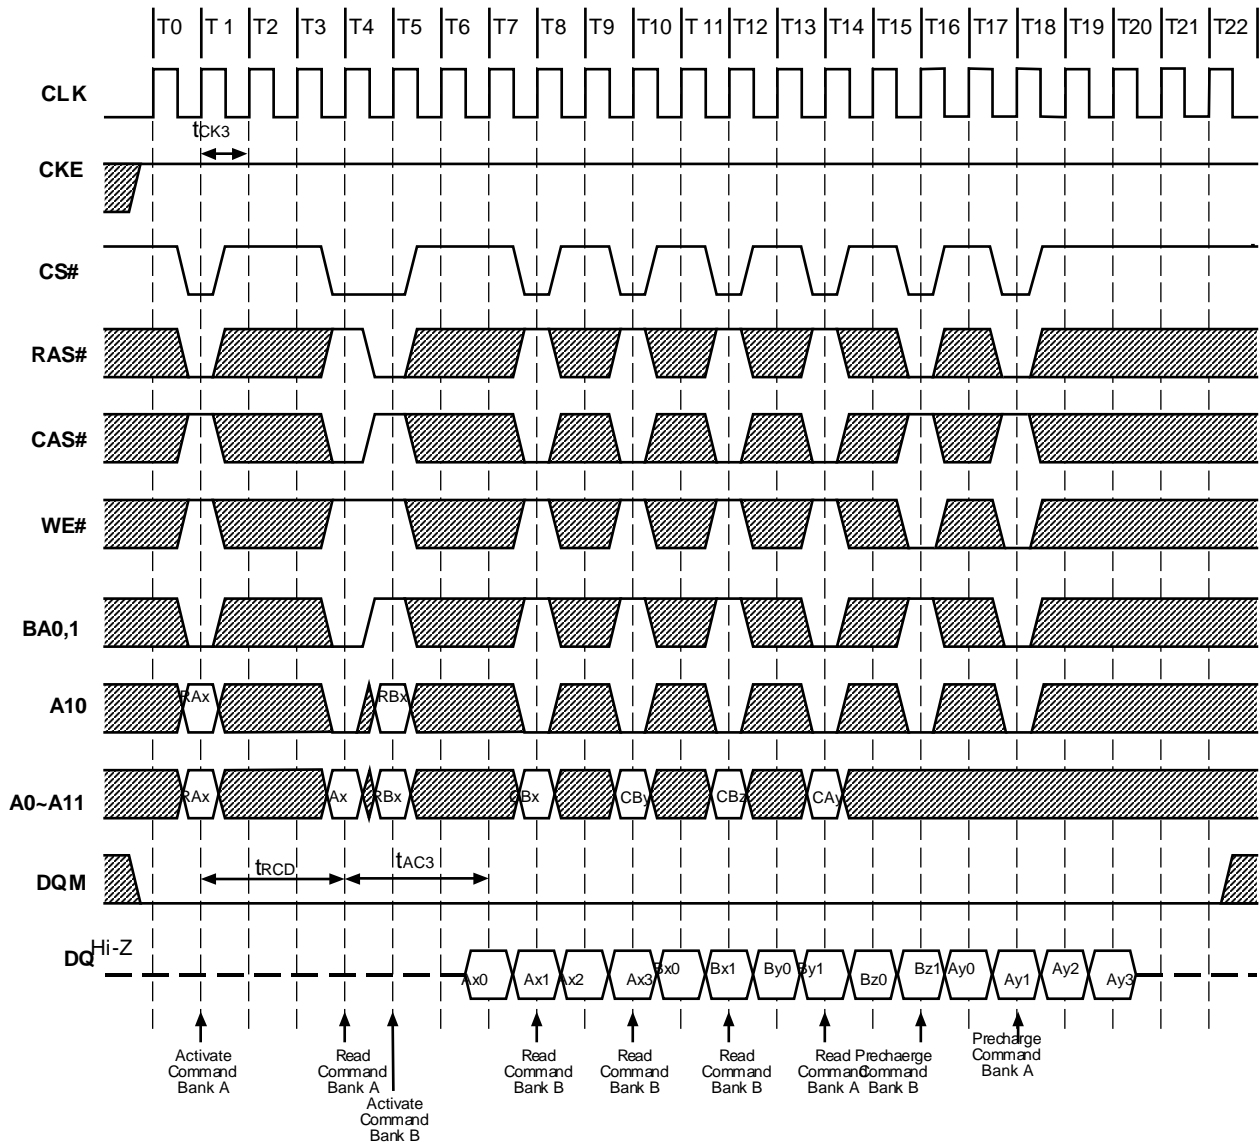 T0 T 1 T2 T3 T4 T5 T6 T7 T8 T9 T10 T 11 T12 T13 T14 T15 T16 T17 T18 T19 T20 T21 T22
CLK
tCK3
CKE
CS#
RAS#
CAS#
WE#
BA0,1
A10 RAx RBx
A0~A11 RAx Ax RBx CBx CBy CBz CAy
DQM tRCD tAC3
Hi-Z
DQ Ax0 Ax1 Ax2 Ax3 Bx0 Bx1 By0 By1 Bz0 Bz1 Ay0 Ay1 Ay2 Ay3
Activate
Command
Bank A
Read
Command
Bank A
Activate
Command
Bank B
Read
Command
Bank B
Read
Command
Bank B
Read
Command
Bank B
Read
Command
Bank A
Prechaerge
Command
Bank B
Precharge
Command
Bank A